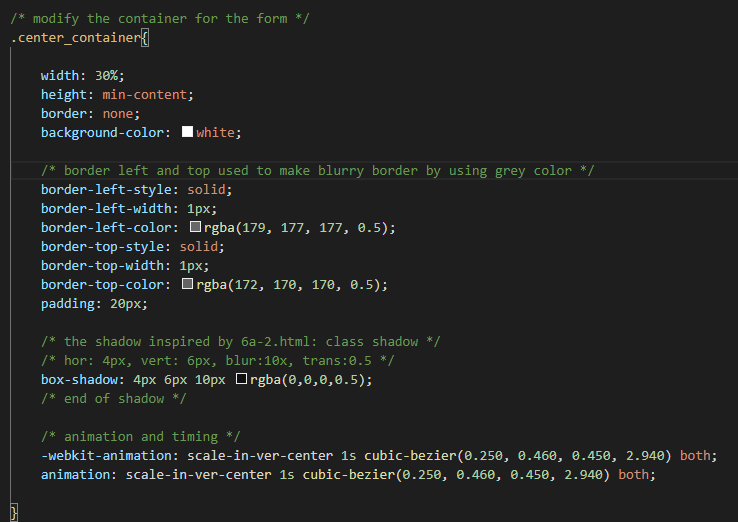 /* modify the container for the form */
.center_container{
width: 30%;
height: min-content;
border: none;
background-color: white;
/* border left and top used to make blurry border by using grey color */
border-left-style: solid;
border-left-width: 1px;
border-left-color: rgba(179, 177, 177, 0.5);
border-top-style: solid;
border-top-width: 1px;
border-top-color: rgba(172, 170, 170, 0.5);
padding: 20px;
/* the shadow inspired by 6a-2.html: class shadow */
/* hor: 4px, vert: 6px, blur:10x, trans:0.5 */
box-shadow: 4px 6px 10px rgba(0,0,0,0.5);
/* end of shadow */
/* animation and timing */
-webkit-animation: scale-in-ver-center 1s cubic-bezier(0.250, 0.460, 0.450, 2.940) both;
animation: scale-in-ver-center 1s cubic-bezier(0.250, 0.460, 0.450, 2.940) both;
}